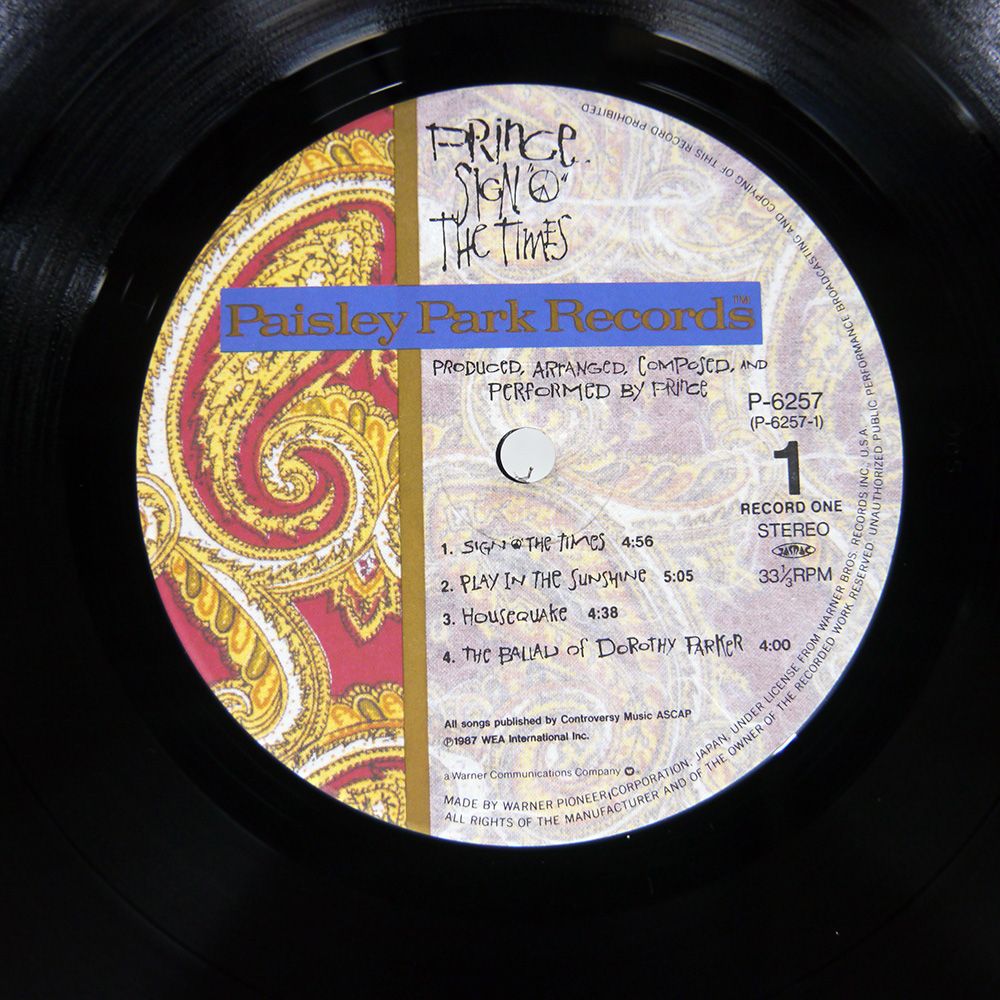 PRINCE.
SIGN "☮"
THE TIMES
Paisley Park Records™
PRODUCED, ARRANGED, COMPOSED, AND
PERFORMED BY PRINCE
P-6257
(P-6257-1)
1
RECORD ONE
STEREO
JASRAC
33⅓RPM
1. SIGN ☮ THE TIMES 4:56
2. PLAY IN THE SUNSHINE 5:05
3. HOUSEQUAKE 4:38
4. THE BALLAD of DOROTHY PARKER 4:00
All songs published by Controversy Music ASCAP
℗1987 WEA International Inc.
a Warner Communications Company
MADE BY WARNER PIONEER CORPORATION, JAPAN, UNDER LICENSE FROM WARNER BROS. RECORDS INC., U.S.A.
ALL RIGHTS OF THE MANUFACTURER AND OF THE OWNER OF THE RECORDED WORK RESERVED. UNAUTHORIZED PUBLIC PERFORMANCE BROADCASTING AND COPYING OF THIS RECORD PROHIBITED